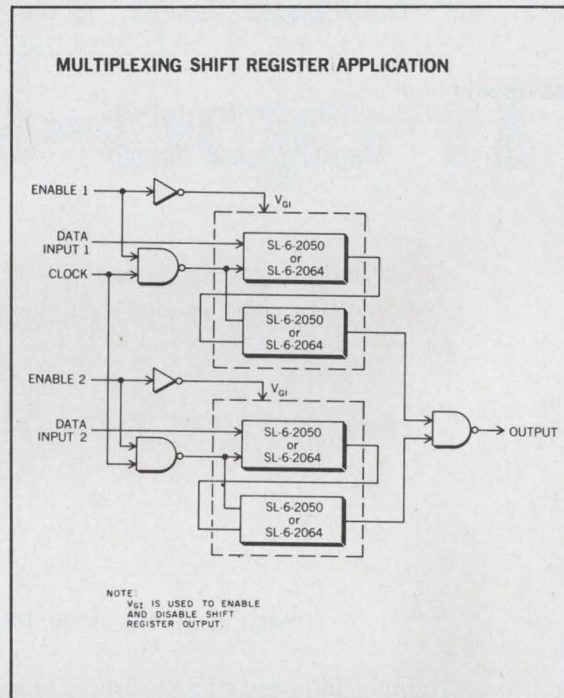 MULTIPLEXING SHIFT REGISTER APPLICATION
ENABLE 1
VGI
DATA
INPUT 1
SL-6-2050
or
SL-6-2064
CLOCK
SL-6-2050
or
SL-6-2064
ENABLE 2
VGI
DATA
INPUT 2
SL-6-2050
or
SL-6-2064
OUTPUT
SL-6-2050
or
SL-6-2064
NOTE:
VGI IS USED TO ENABLE
AND DISABLE SHIFT
REGISTER OUTPUT.